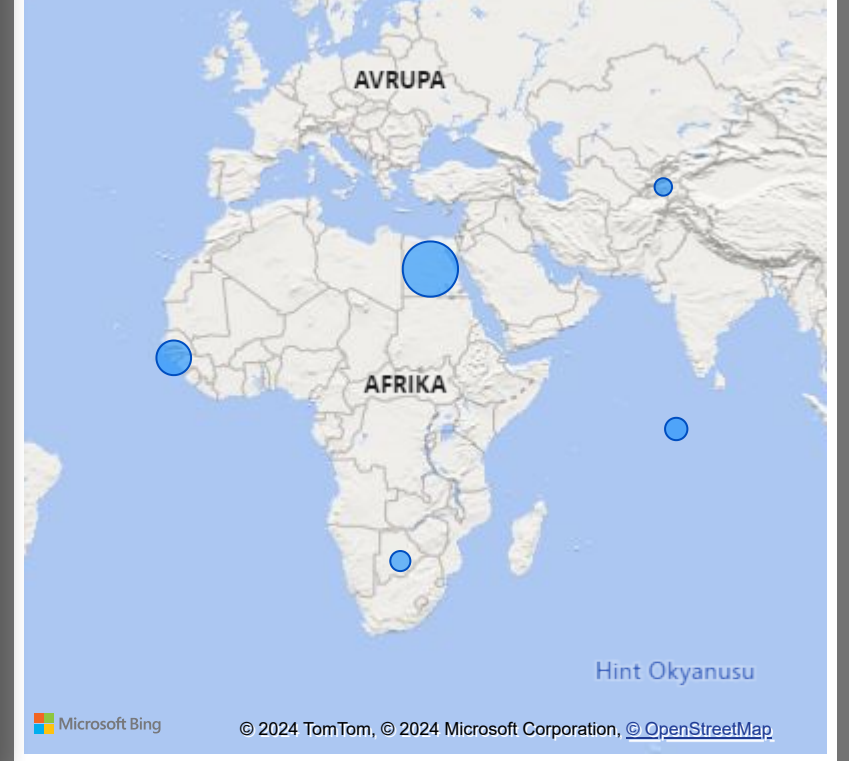 AVRUPA
AFRIKA
Hint Okyanusu
Microsoft Bing
© 2024 TomTom, © 2024 Microsoft Corporation, © OpenStreetMap